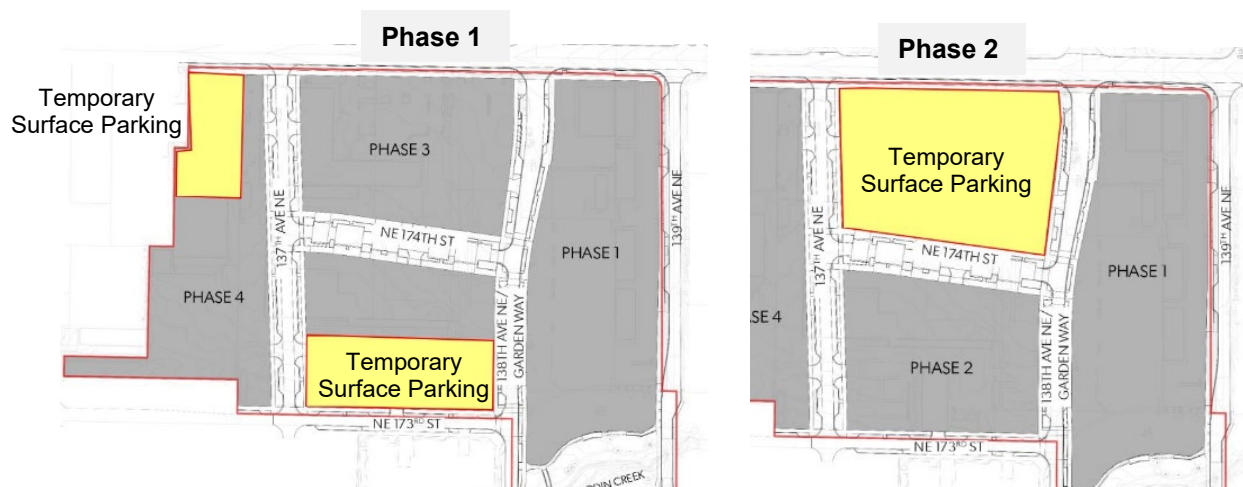 Phase 1
Temporary
Surface Parking
PHASE 3
137TH AVE NE
NE 174TH ST
PHASE 1
139TH AVE NE
PHASE 4
138TH AVE NE/
GARDEN WAY
Temporary
Surface Parking
NE 173RD ST
RDIN CREEK
Phase 2
Temporary
Surface Parking
137TH AVE NE
NE 174TH ST
PHASE 1
139TH AVE NE
SE 4
PHASE 2
138TH AVE NE/
GARDEN WAY
NE 173RD ST